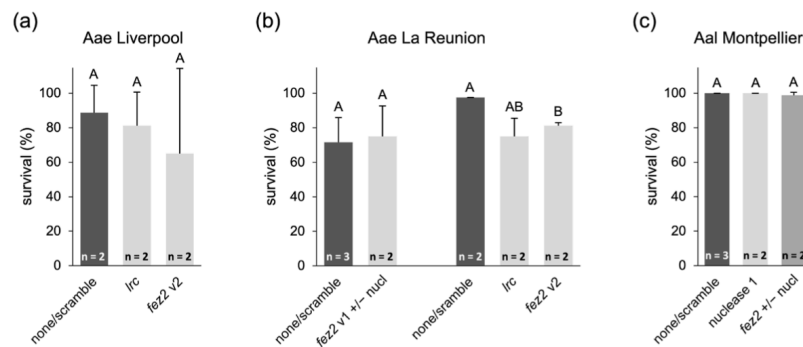 (a)
Aae Liverpool
survival (%)
100
80
60
40
20
0
A
A
A
n = 2
n = 2
n = 2
none/scramble
lrc
fez2 v2
(b)
Aae La Reunion
survival (%)
100
80
60
40
20
0
A
A
A
AB
B
n = 3
n = 2
n = 2
n = 2
n = 2
none/scramble
fez2 v1 +/− nucl
none/sramble
lrc
fez2 v2
(c)
Aal Montpellier
survival (%)
100
80
60
40
20
0
A
A
A
n = 3
n = 2
n = 2
none/scramble
nuclease 1
fez2 +/− nucl